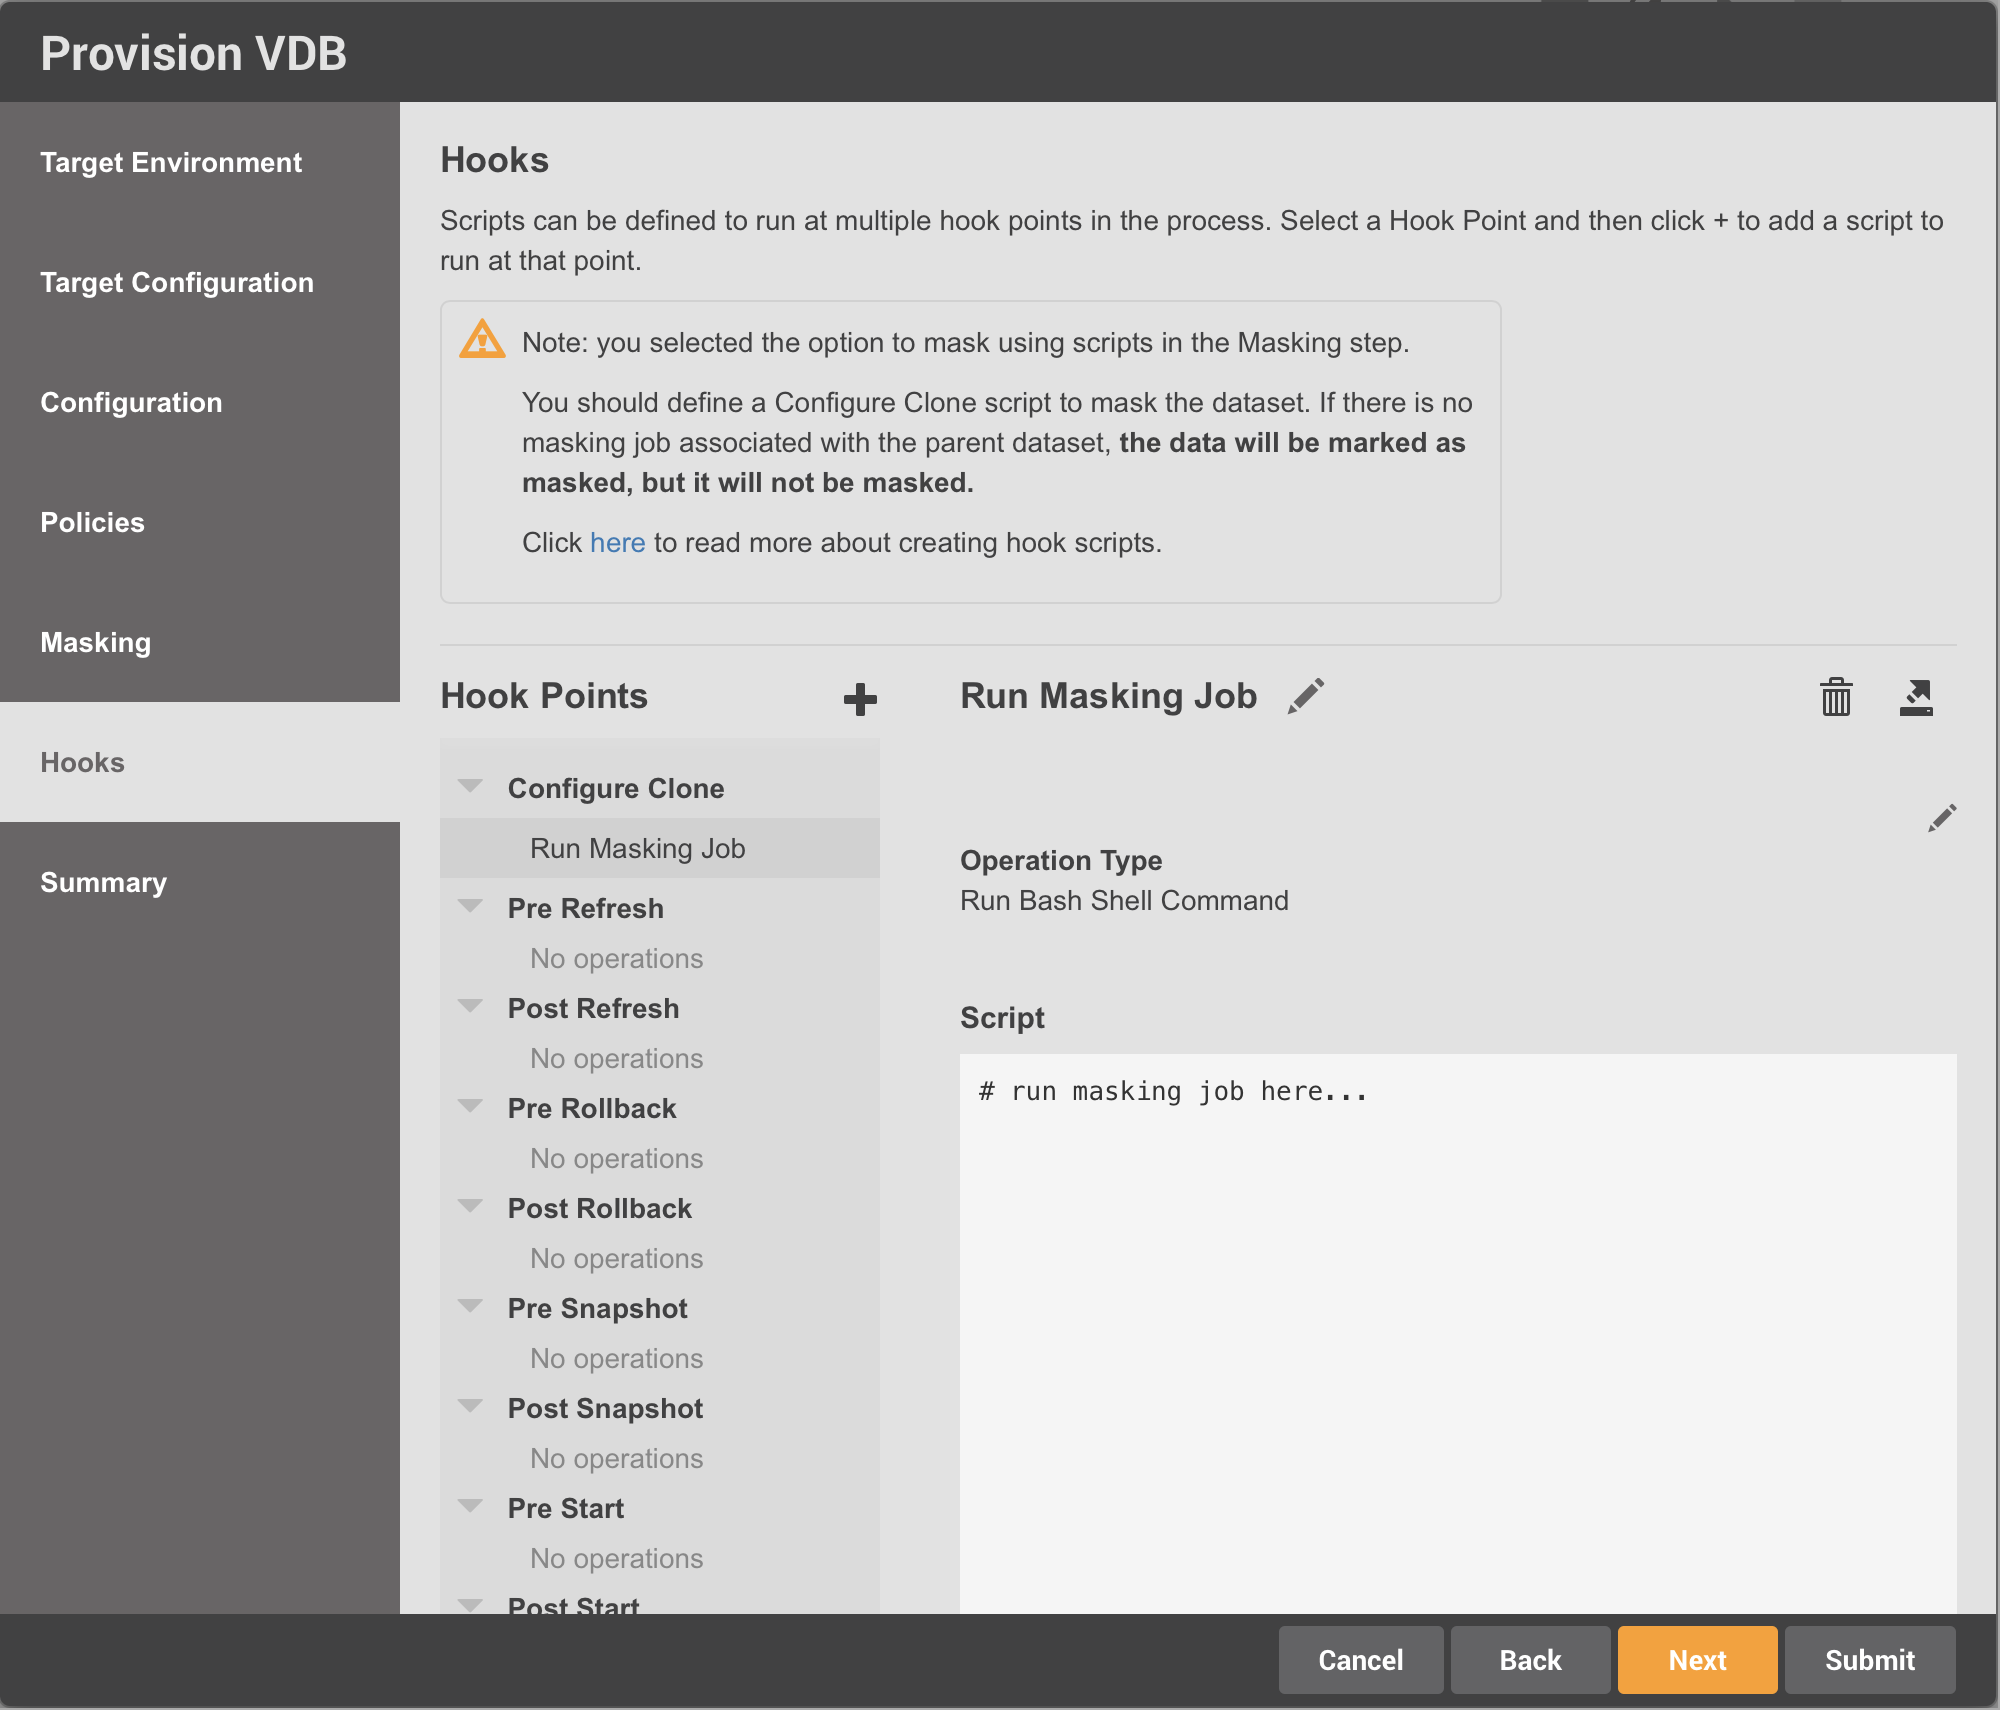 Provision VDB
Target Environment
Target Configuration
Configuration
Policies
Masking
Hooks
Summary
Hooks
Scripts can be defined to run at multiple hook points in the process. Select a Hook Point and then click + to add a script to
run at that point.
Note: you selected the option to mask using scripts in the Masking step.
You should define a Configure Clone script to mask the dataset. If there is no
masking job associated with the parent dataset, the data will be marked as
masked, but it will not be masked.
Click here to read more about creating hook scripts.
Hook Points
Configure Clone
Run Masking Job
Pre Refresh
No operations
Post Refresh
No operations
Pre Rollback
No operations
Post Rollback
No operations
Pre Snapshot
No operations
Post Snapshot
No operations
Pre Start
No operations
Post Start
Run Masking Job
Operation Type
Run Bash Shell Command
Script
# run masking job here...
Cancel
Back
Next
Submit